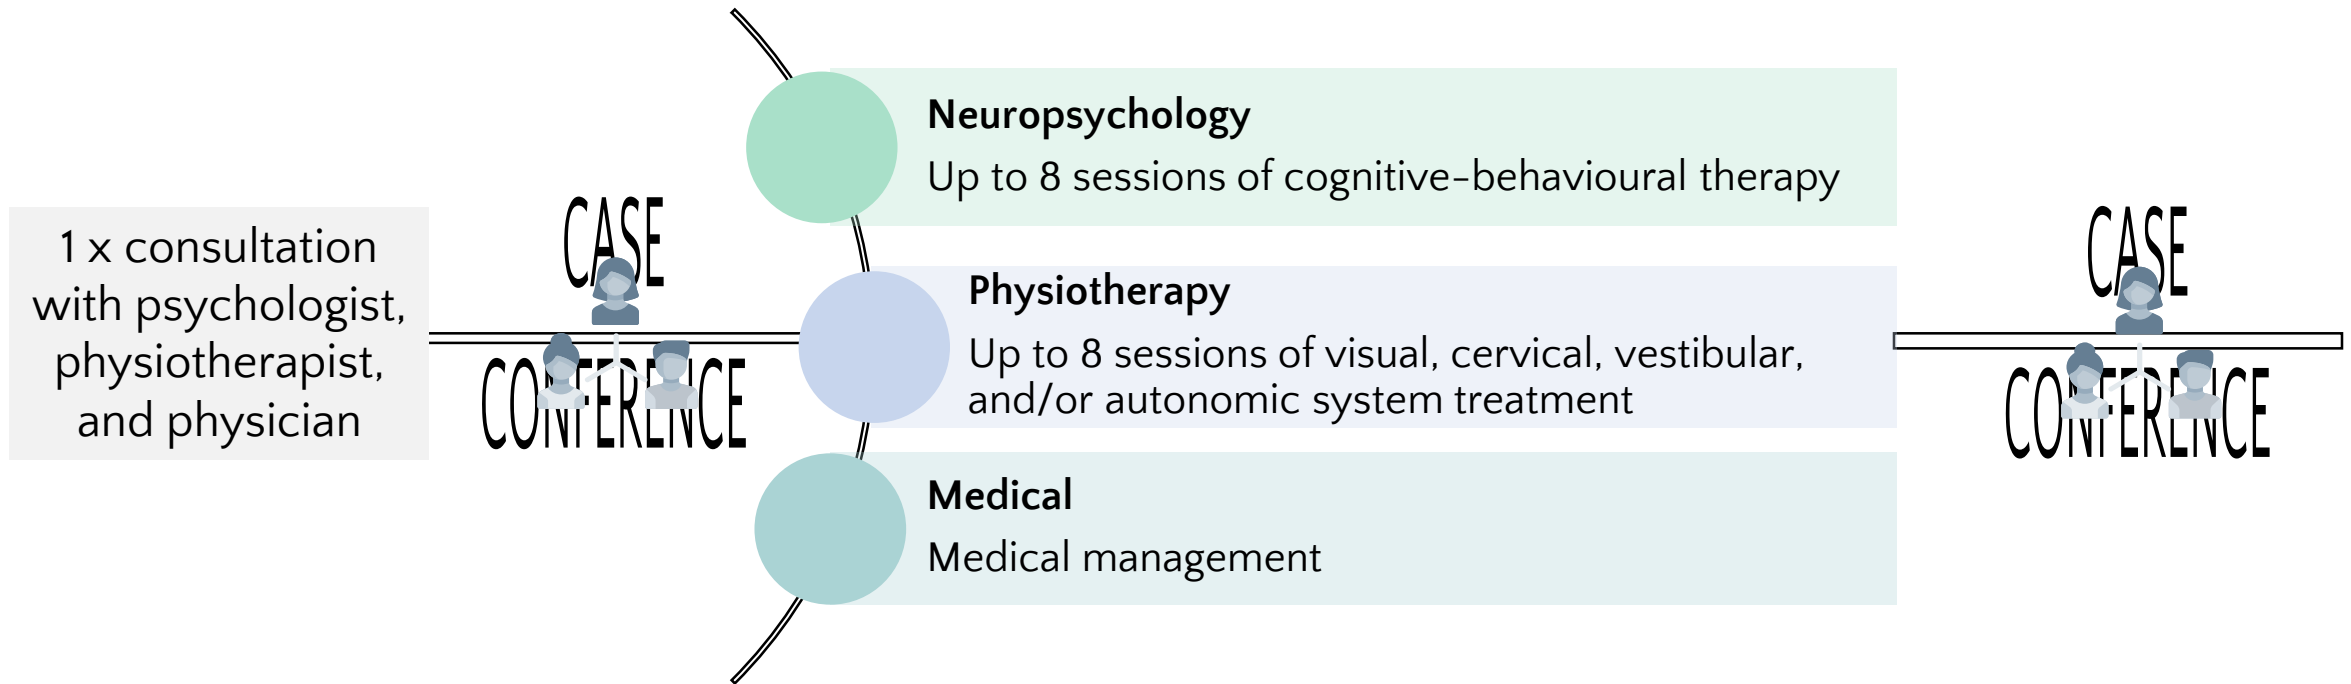 1 x consultation
with psychologist,
physiotherapist,
and physician
CASE
CONFERENCE
Neuropsychology
Up to 8 sessions of cognitive-behavioural therapy
Physiotherapy
Up to 8 sessions of visual, cervical, vestibular,
and/or autonomic system treatment
Medical
Medical management
CASE
CONFERENCE